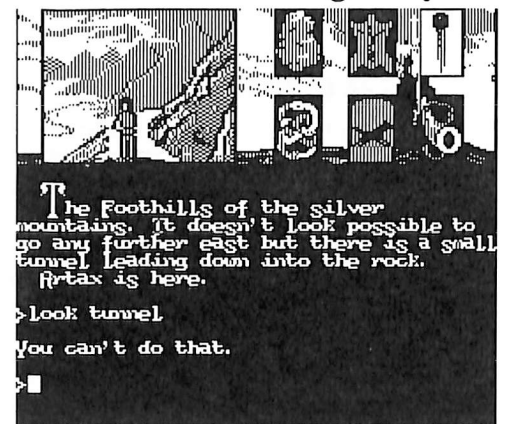 The Foothills of the silver
mountains. It doesn't look possible to
go any further east but there is a small
tunnel leading down into the rock.
Artax is here.
>look tunnel
You can't do that.
>